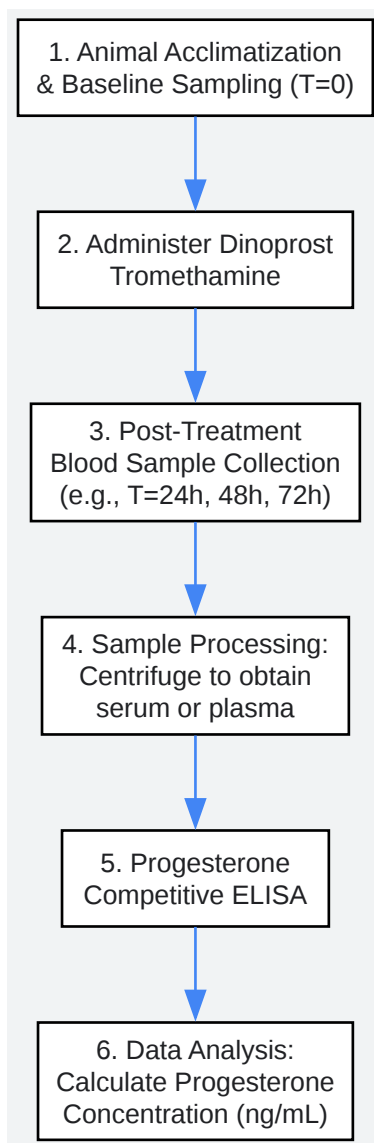 1. Animal Acclimatization
& Baseline Sampling (T=0)
2. Administer Dinoprost
Tromethamine
3. Post-Treatment
Blood Sample Collection
(e.g., T=24h, 48h, 72h)
4. Sample Processing:
Centrifuge to obtain
serum or plasma
5. Progesterone
Competitive ELISA
6. Data Analysis:
Calculate Progesterone
Concentration (ng/mL)